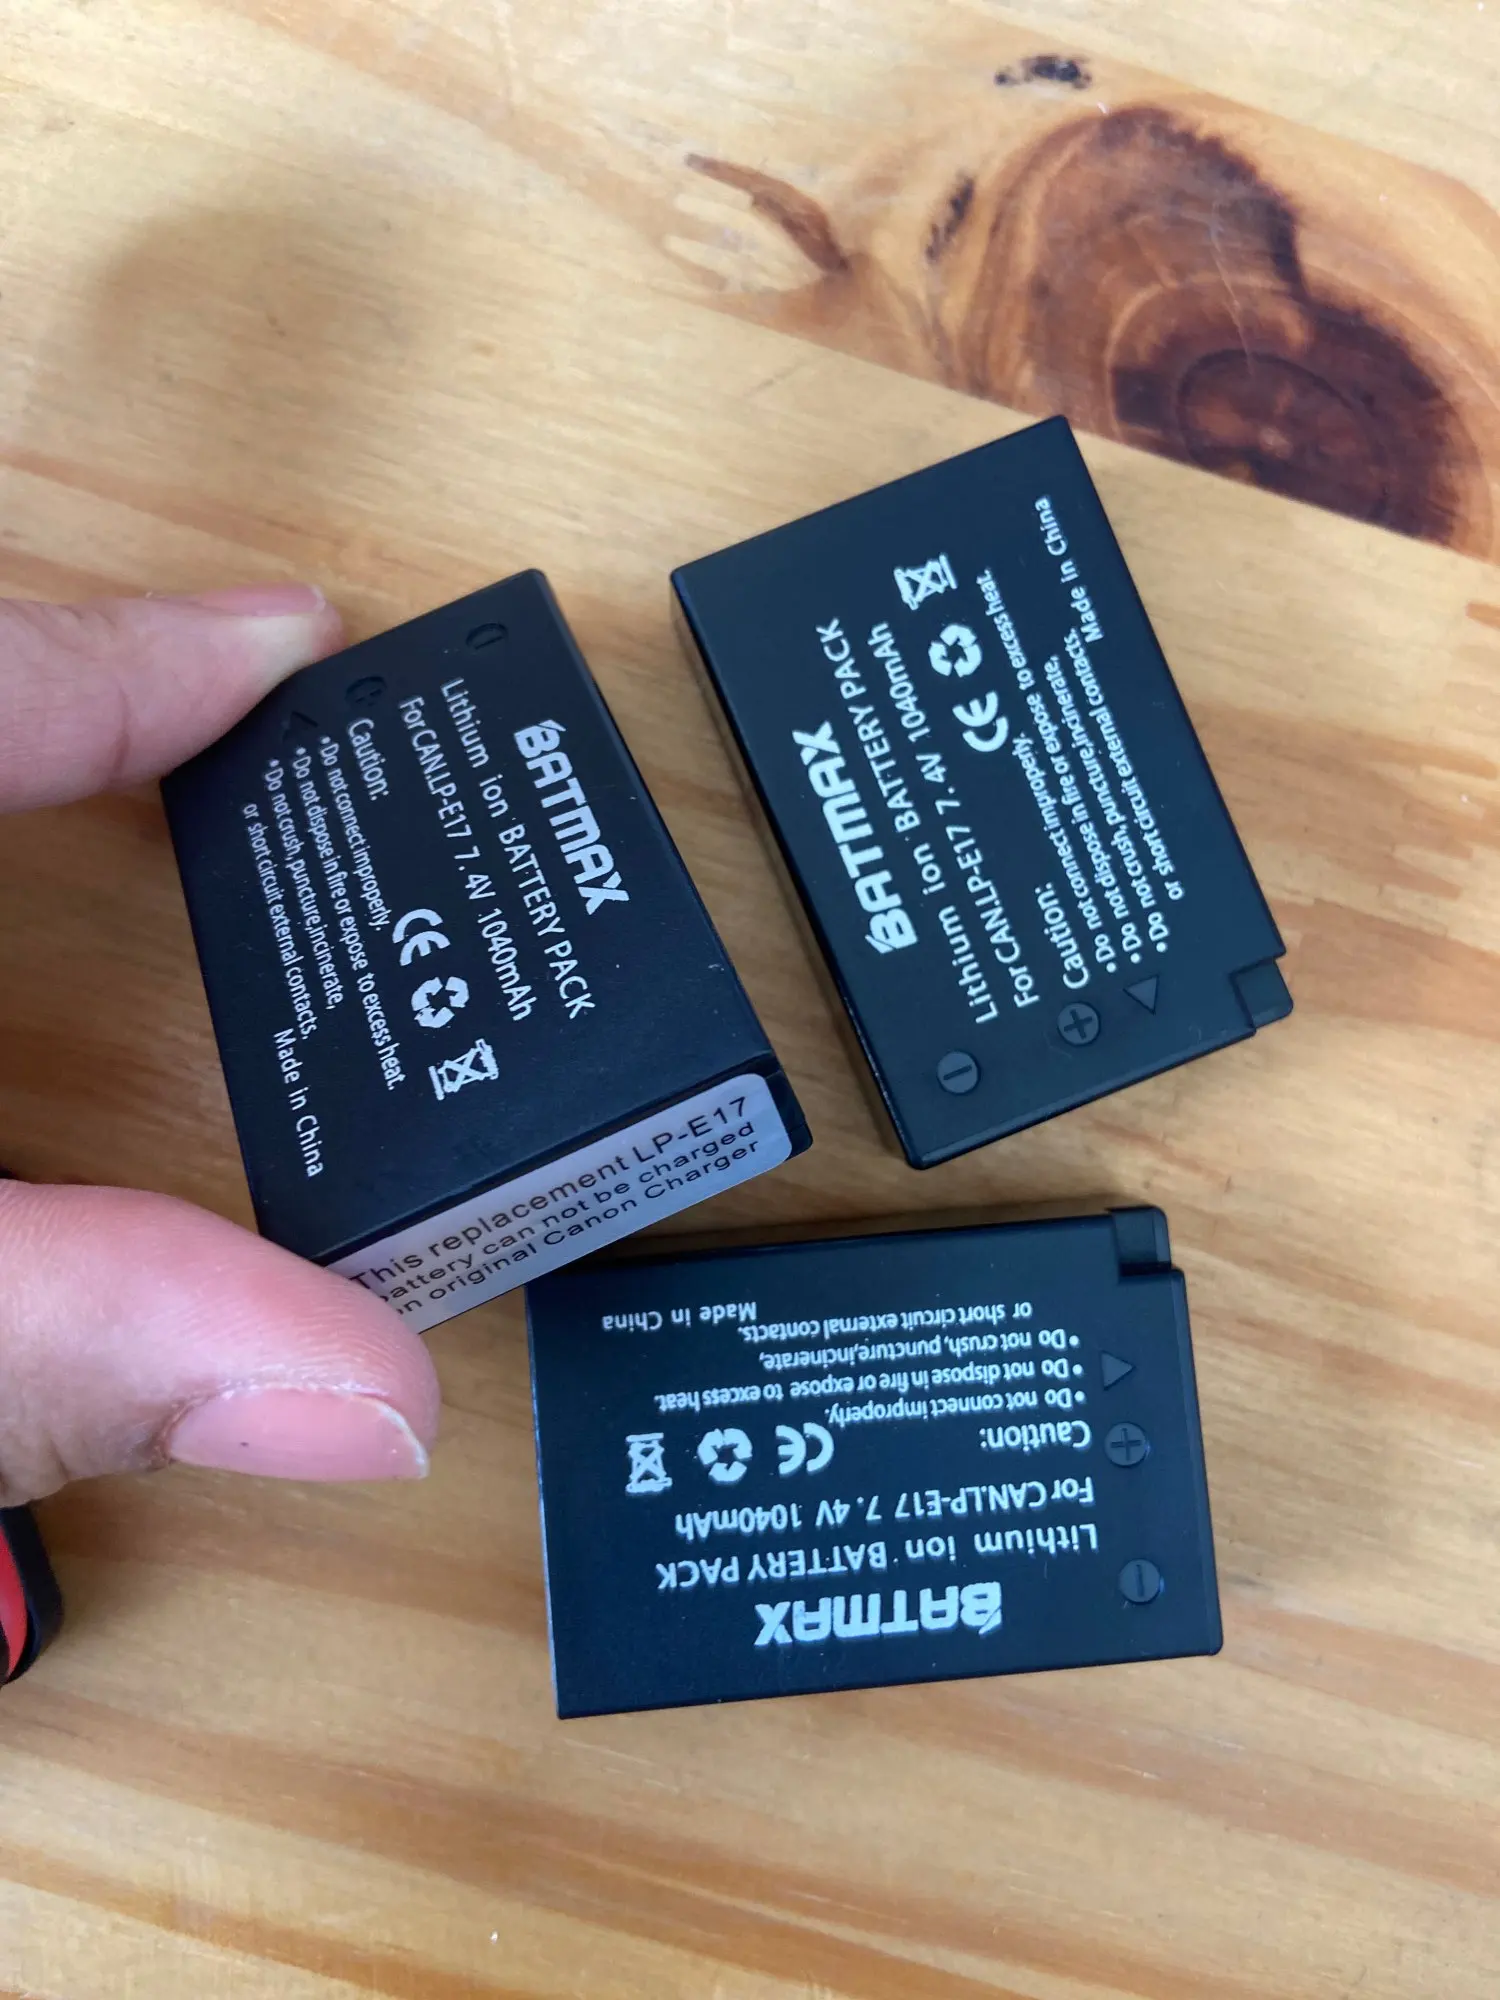 BATMAX
Lithium ion BATTERY PACK
For CAN.LP-E17 7.4V 1040mAh
Caution:
•Do not connect improperly.
•Do not dispose in fire or expose to excess heat.
•Do not crush, puncture,incinerate,
or short circuit external contacts.
Made in China
CE
This replacement LP-E17
battery can not be charged
on original Canon Charger
BATMAX
Lithium ion BATTERY PACK
For CAN.LP-E17 7.4V 1040mAh
Caution:
•Do not connect improperly.
•Do not dispose in fire or expose to excess heat.
•Do not crush, puncture,incinerate,
or short circuit external contacts.
Made in China
CE
BATMAX
Lithium ion BATTERY PACK
For CAN.LP-E17 7.4V 1040mAh
Caution:
•Do not connect improperly.
•Do not dispose in fire or expose to excess heat.
•Do not crush, puncture,incinerate,
or short circuit external contacts.
Made in China
CE